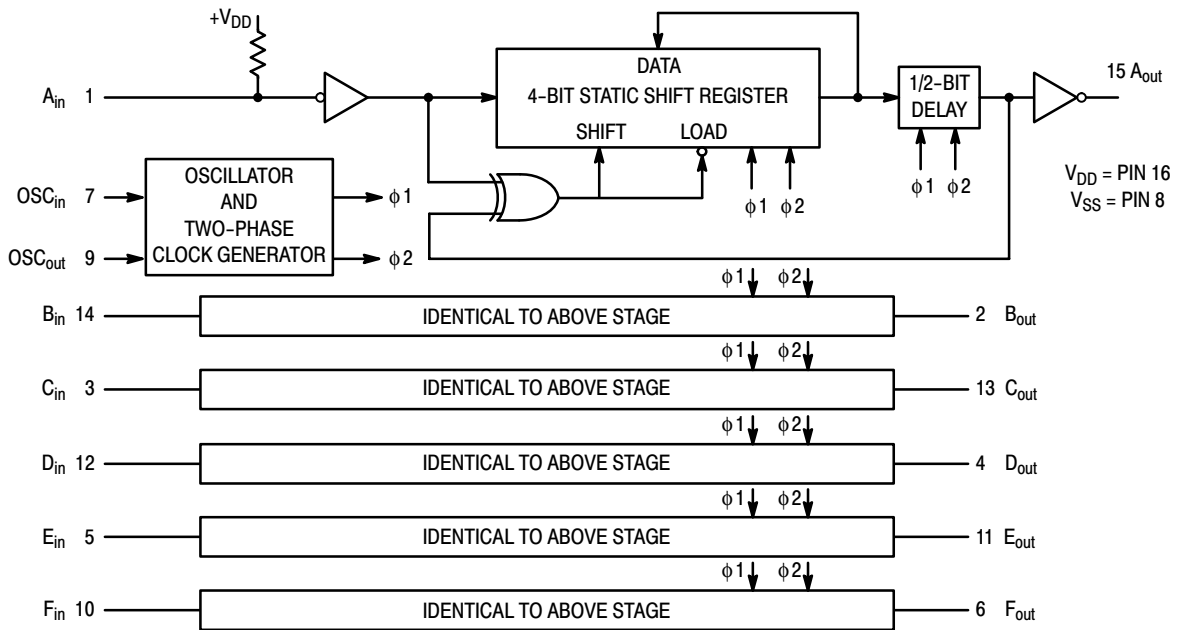 +VDD
Ain 1
DATA
4–BIT STATIC SHIFT REGISTER
SHIFT LOAD
1/2–BIT
DELAY
15 Aout
ϕ1 ϕ2
ϕ1 ϕ2
VDD = PIN 16
VSS = PIN 8
OSCin 7
OSCout 9
OSCILLATOR
AND
TWO–PHASE
CLOCK GENERATOR
ϕ1
ϕ2
ϕ1 ϕ2
Bin 14 IDENTICAL TO ABOVE STAGE 2 Bout
ϕ1 ϕ2
Cin 3 IDENTICAL TO ABOVE STAGE 13 Cout
ϕ1 ϕ2
Din 12 IDENTICAL TO ABOVE STAGE 4 Dout
ϕ1 ϕ2
Ein 5 IDENTICAL TO ABOVE STAGE 11 Eout
ϕ1 ϕ2
Fin 10 IDENTICAL TO ABOVE STAGE 6 Fout